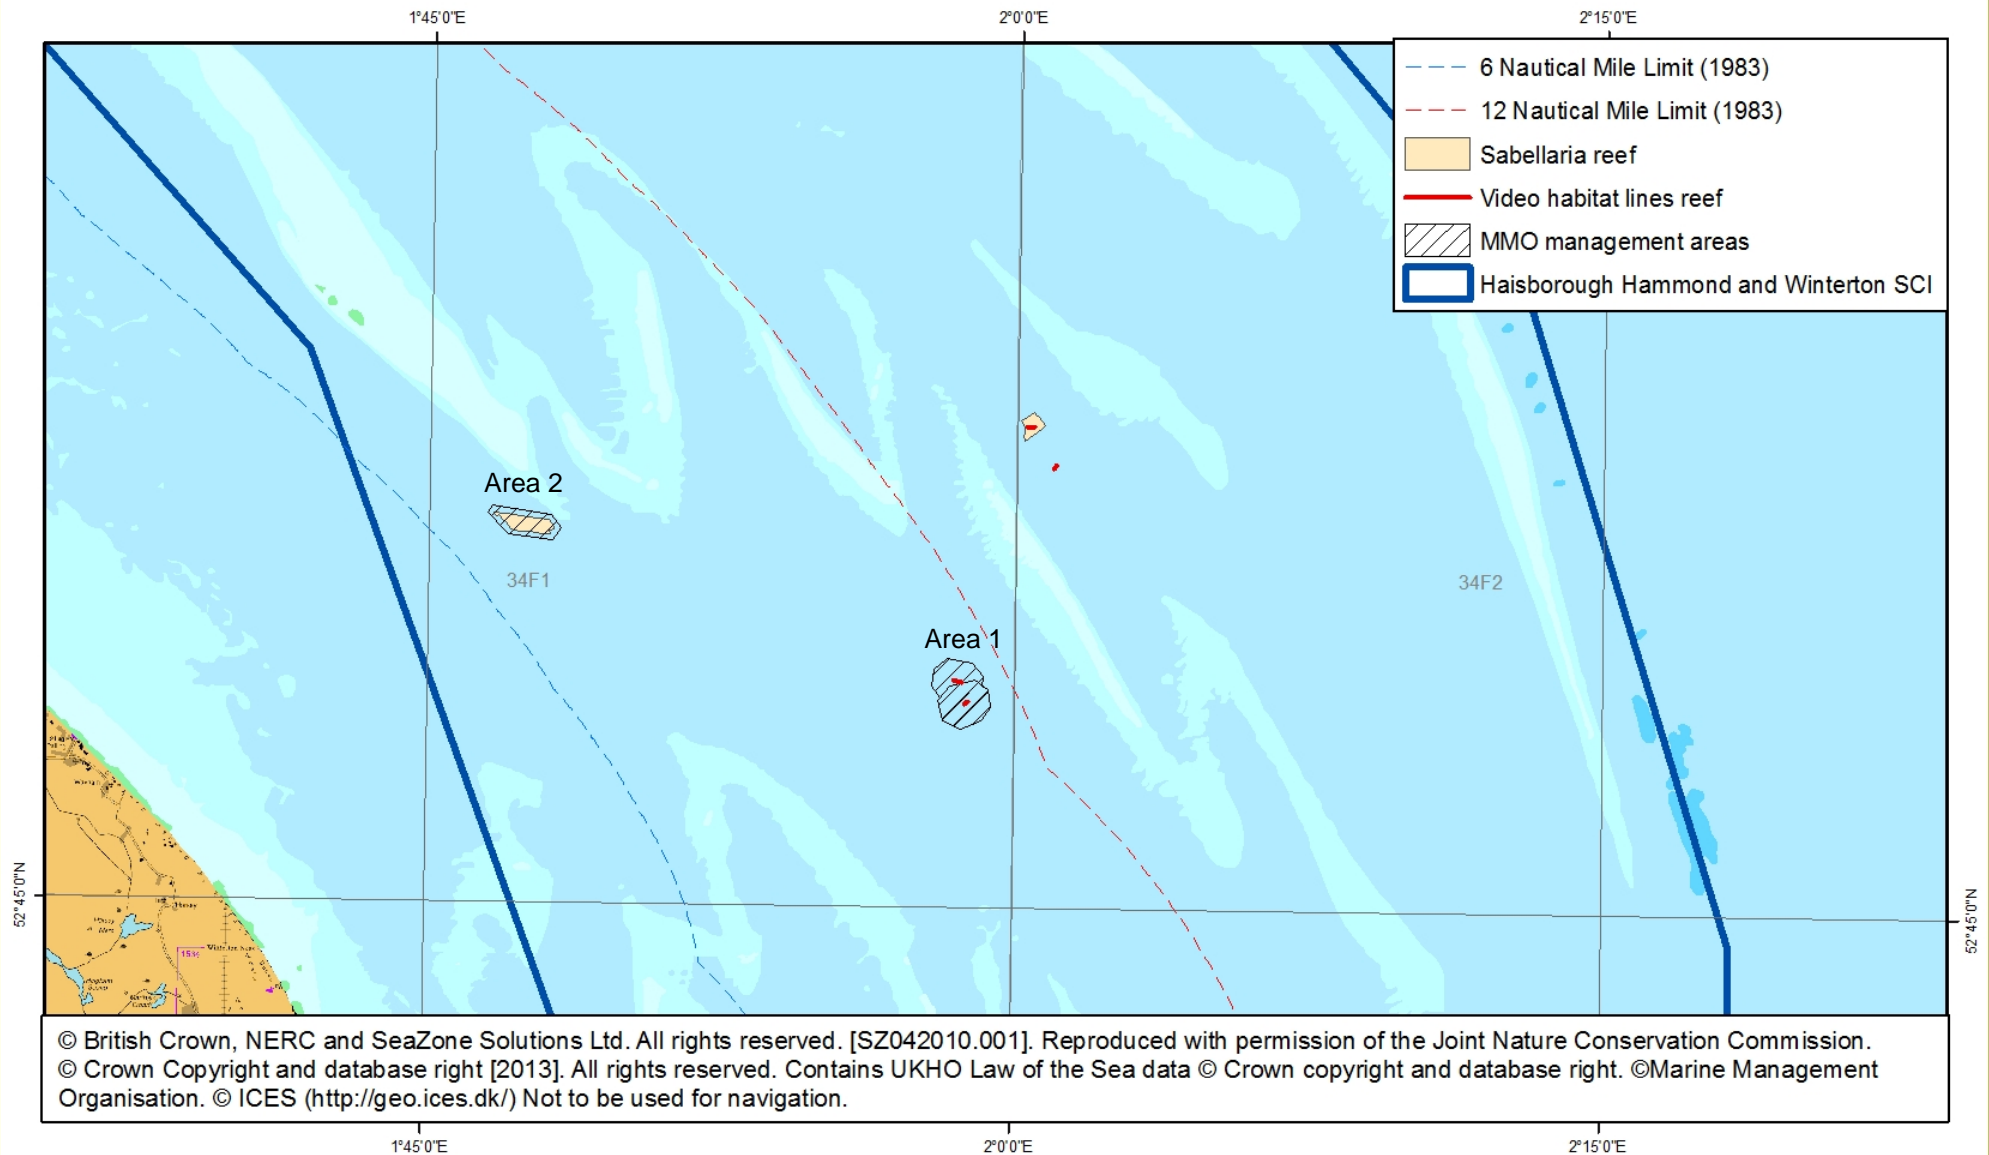 1°45'0"E
2°0'0"E
2°15'0"E
6 Nautical Mile Limit (1983)
12 Nautical Mile Limit (1983)
Sabellaria reef
Video habitat lines reef
MMO management areas
Haisborough Hammond and Winterton SCI
Area 2
34F1
34F2
Area 1
52°45'0"N
52°45'0"N
Horsey
Winterton Ness
© British Crown, NERC and SeaZone Solutions Ltd. All rights reserved. [SZ042010.001]. Reproduced with permission of the Joint Nature Conservation Commission.
© Crown Copyright and database right [2013]. All rights reserved. Contains UKHO Law of the Sea data © Crown copyright and database right. ©Marine Management
Organisation. © ICES (http://geo.ices.dk/) Not to be used for navigation.
1°45'0"E
2°0'0"E
2°15'0"E